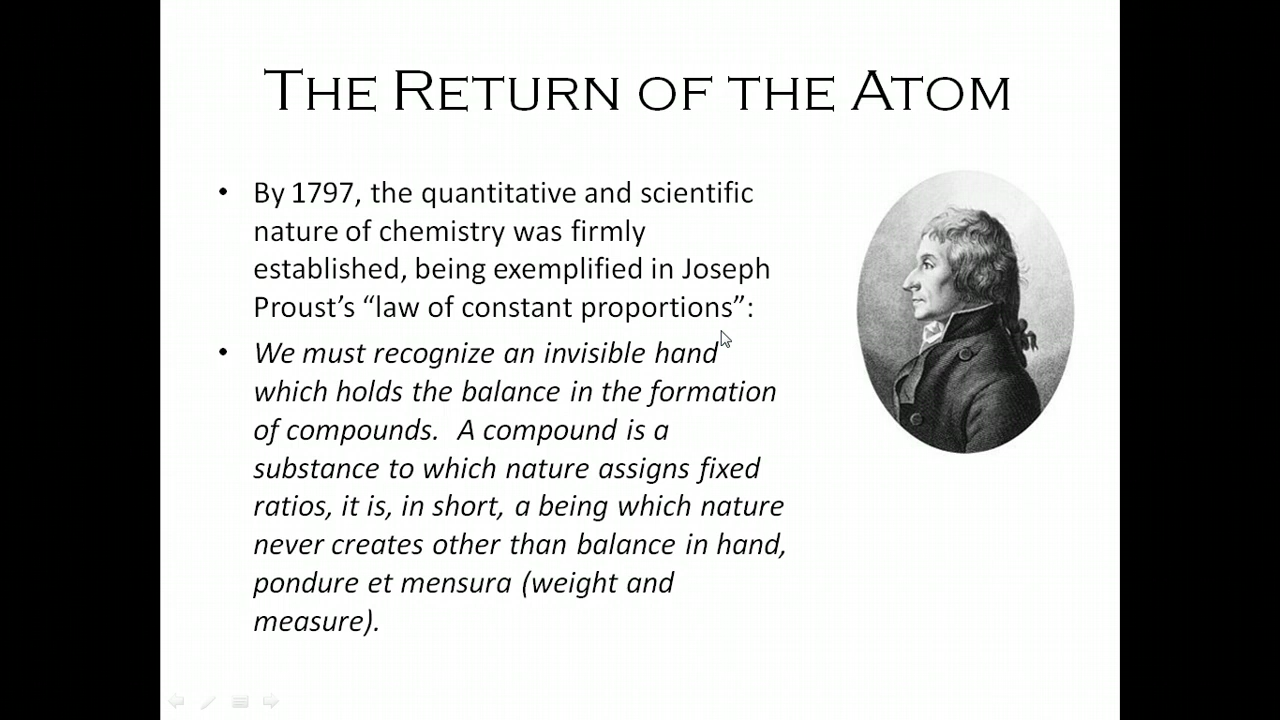 THE RETURN OF THE ATOM
• By 1797, the quantitative and scientific
nature of chemistry was firmly
established, being exemplified in Joseph
Proust’s “law of constant proportions”:
• We must recognize an invisible hand
which holds the balance in the formation
of compounds.  A compound is a
substance to which nature assigns fixed
ratios, it is, in short, a being which nature
never creates other than balance in hand,
pondure et mensura (weight and
measure).